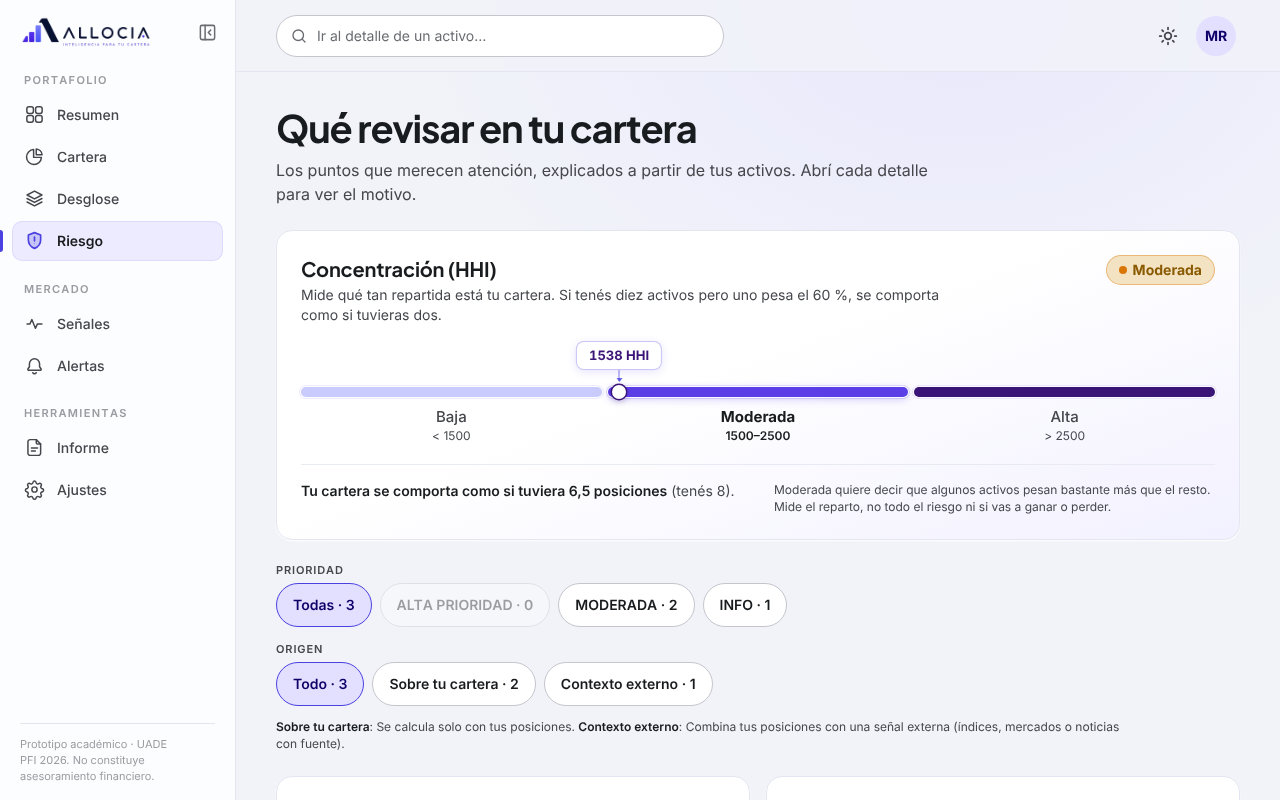 ALLOCIA
INTELIGENCIA PARA TU CARTERA
PORTAFOLIO
Resumen
Cartera
Desglose
Riesgo
MERCADO
Señales
Alertas
HERRAMIENTAS
Informe
Ajustes
Prototipo académico · UADE
PFI 2026. No constituye
asesoramiento financiero.
Ir al detalle de un activo...
MR
Qué revisar en tu cartera
Los puntos que merecen atención, explicados a partir de tus activos. Abrí cada detalle
para ver el motivo.
Concentración (HHI)
Moderada
Mide qué tan repartida está tu cartera. Si tenés diez activos pero uno pesa el 60 %, se comporta
como si tuvieras dos.
1538 HHI
Baja
< 1500
Moderada
1500–2500
Alta
> 2500
Tu cartera se comporta como si tuviera 6,5 posiciones (tenés 8).
Moderada quiere decir que algunos activos pesan bastante más que el resto.
Mide el reparto, no todo el riesgo ni si vas a ganar o perder.
PRIORIDAD
Todas · 3
ALTA PRIORIDAD · 0
MODERADA · 2
INFO · 1
ORIGEN
Todo · 3
Sobre tu cartera · 2
Contexto externo · 1
Sobre tu cartera: Se calcula solo con tus posiciones. Contexto externo: Combina tus posiciones con una señal externa (índices, mercados o noticias
con fuente).